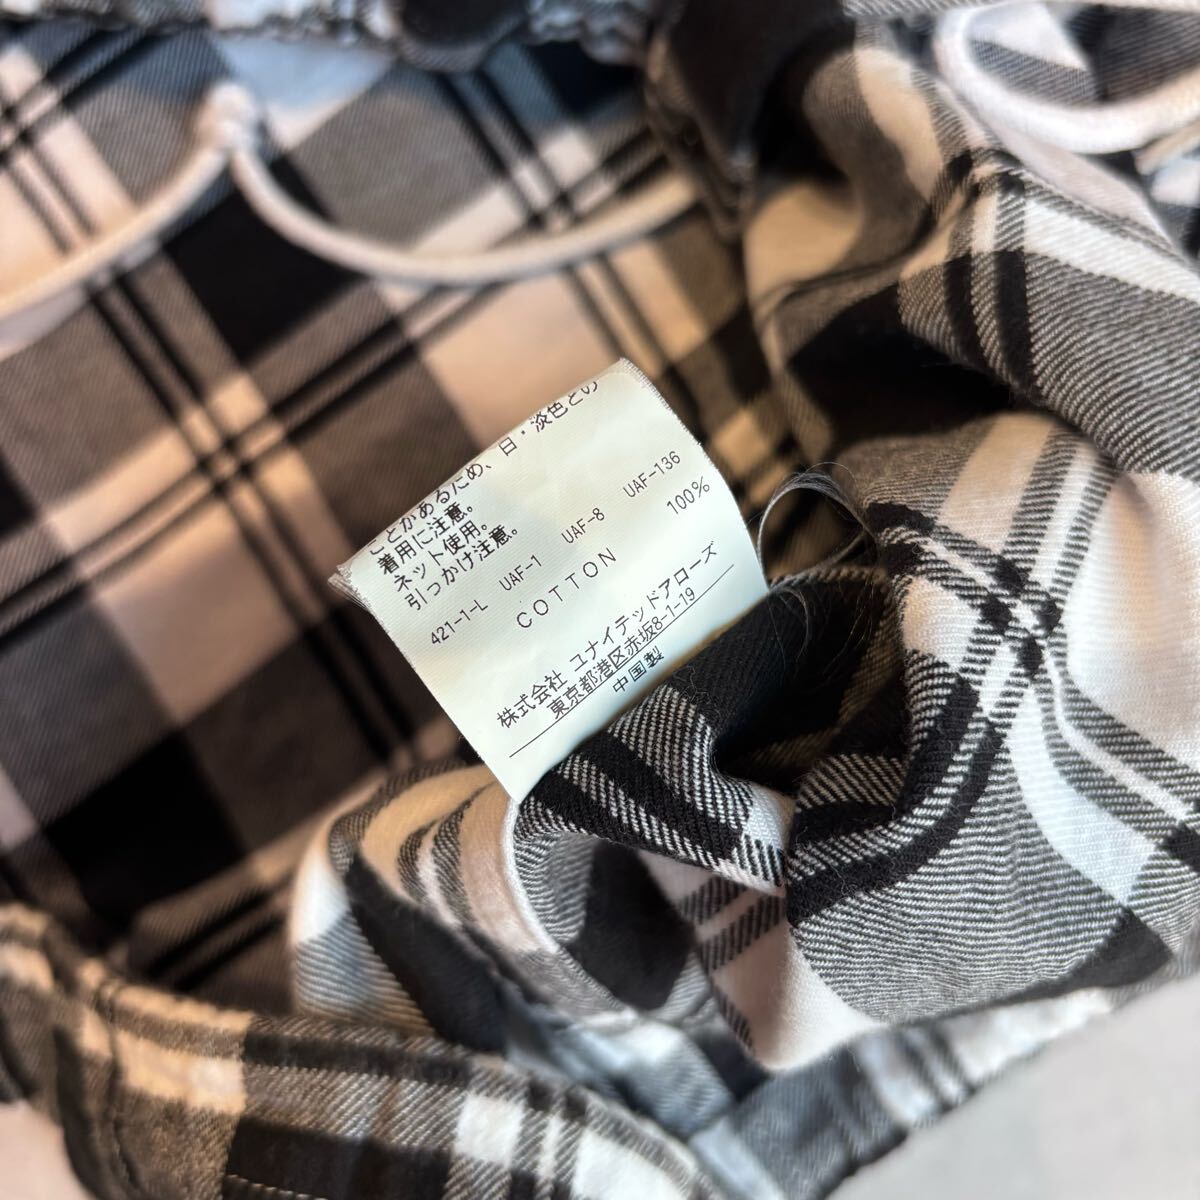 ことがあるため、白・淡色との
着用に注意。
ネット使用。
引っかけ注意。
421-1-L UAF-1 UAF-8 UAF-136
COTTON 100%
株式会社 ユナイテッドアローズ
東京都港区赤坂8-1-19
中国製